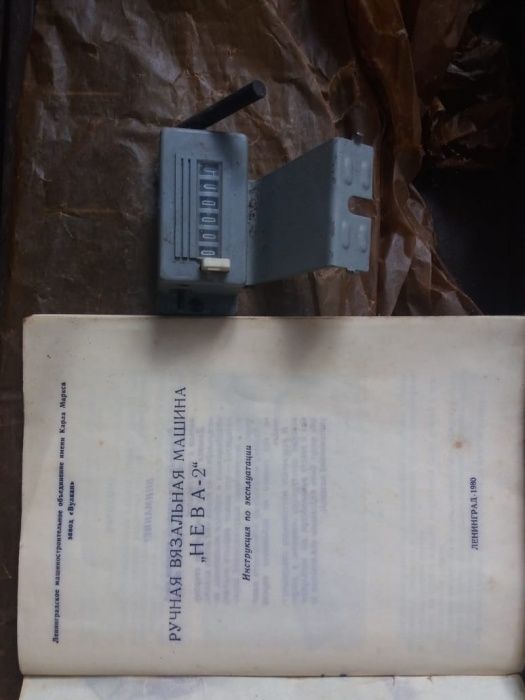 Ленинградское машиностроительное объединение имени Карла Маркса
завод «Вулкан»
РУЧНАЯ ВЯЗАЛЬНАЯ МАШИНА
„НЕВА-2“
Инструкция по эксплуатации
ЛЕНИНГРАД 1980